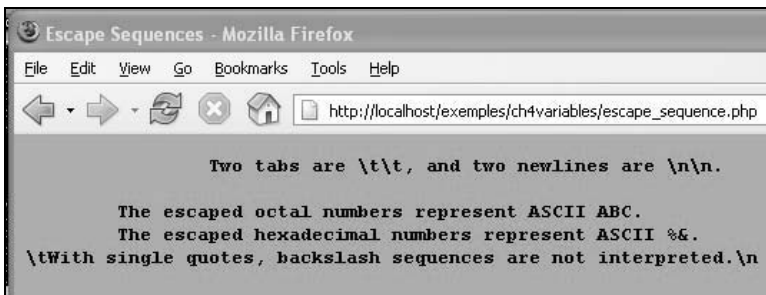 Escape Sequences - Mozilla Firefox
File Edit View Go Bookmarks Tools Help
http://localhost/exemples/ch4variables/escape_sequence.php
Two tabs are \t\t, and two newlines are \n\n.
The escaped octal numbers represent ASCII ABC.
The escaped hexadecimal numbers represent ASCII %&.
\tWith single quotes, backslash sequences are not interpreted.\n